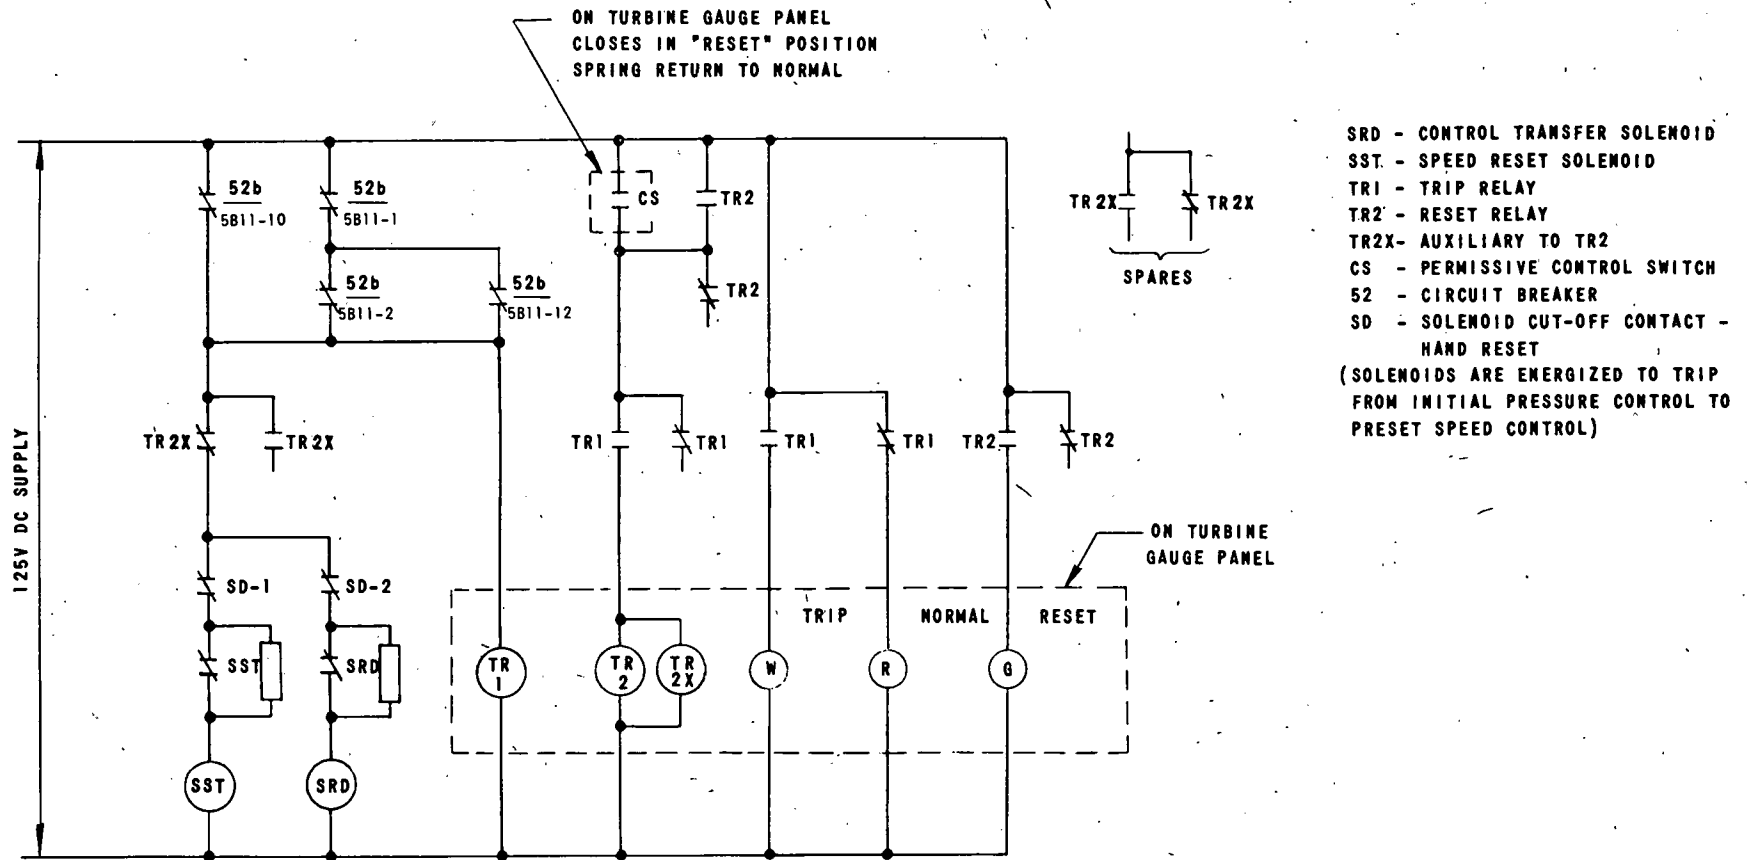 ON TURBINE GAUGE PANEL
CLOSES IN "RESET" POSITION
SPRING RETURN TO NORMAL
125V DC SUPPLY
52b
5B11-10
52b
5B11-1
52b
5B11-2
52b
5B11-12
CS
TR2
TR2
TR2X
TR2X
SPARES
SRD - CONTROL TRANSFER SOLENOID
SST - SPEED RESET SOLENOID
TR1 - TRIP RELAY
TR2 - RESET RELAY
TR2X- AUXILIARY TO TR2
CS - PERMISSIVE CONTROL SWITCH
52 - CIRCUIT BREAKER
SD - SOLENOID CUT-OFF CONTACT -
HAND RESET
(SOLENOIDS ARE ENERGIZED TO TRIP
FROM INITIAL PRESSURE CONTROL TO
PRESET SPEED CONTROL)
TR2X
TR2X
TR1
TR1
TR1
TR1
TR2
TR2
ON TURBINE
GAUGE PANEL
SD-1
SD-2
TRIP
NORMAL
RESET
SST
SRD
TR
1
TR
2
TR
2X
W
R
G
SST
SRD